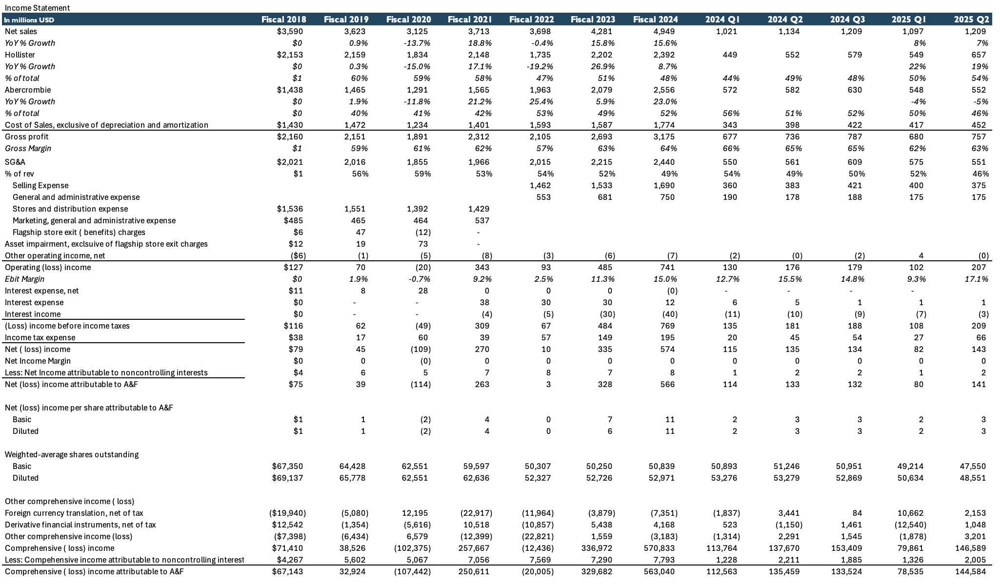 Income Statement
In millions USD Fiscal 2018 Fiscal 2019 Fiscal 2020 Fiscal 2021 Fiscal 2022 Fiscal 2023 Fiscal 2024 2024 Q1 2024 Q2 2024 Q3 2025 Q1 2025 Q2
Net sales $3,590 3,623 3,125 3,713 3,698 4,281 4,949 1,021 1,134 1,209 1,097 1,209
YoY % Growth $0 0.9% -13.7% 18.8% -0.4% 15.8% 15.6% 8% 7%
Hollister $2,153 2,159 1,834 2,148 1,735 2,202 2,392 449 552 579 549 657
YoY % Growth $0 0.3% -15.0% 17.1% -19.2% 26.9% 8.7% 22% 19%
% of total $1 60% 59% 58% 47% 51% 48% 44% 49% 48% 50% 54%
Abercrombie $1,438 1,465 1,291 1,565 1,963 2,079 2,556 572 582 630 548 552
YoY % Growth $0 1.9% -11.8% 21.2% 25.4% 5.9% 23.0% -4% -5%
% of total $0 40% 41% 42% 53% 49% 52% 56% 51% 52% 50% 46%
Cost of Sales, exclusive of depreciation and amortization $1,430 1,472 1,234 1,401 1,593 1,587 1,774 343 398 422 417 452
Gross profit $2,160 2,151 1,891 2,312 2,105 2,693 3,175 677 736 787 680 757
Gross Margin $1 59% 61% 62% 57% 63% 64% 66% 65% 65% 62% 63%
SG&A $2,021 2,016 1,855 1,966 2,015 2,215 2,440 550 561 609 575 551
% of rev $1 56% 59% 53% 54% 52% 49% 54% 49% 50% 52% 46%
Selling Expense 1,462 1,533 1,690 360 383 421 400 375
General and administrative expense 553 681 750 190 178 188 175 175
Stores and distribution expense $1,536 1,551 1,392 1,429
Marketing, general and administrative expense $485 465 464 537
Flagship store exit ( benefits) charges $6 47 (12) -
Asset impairment, exclsuive of flagship store exit charges $12 19 73 -
Other operating income, net ($6) (1) (5) (8) (3) (6) (7) (2) (0) (2) 4 (0)
Operating (loss) income $127 70 (20) 343 93 485 741 130 176 179 102 207
Ebit Margin $0 1.9% -0.7% 9.2% 2.5% 11.3% 15.0% 12.7% 15.5% 14.8% 9.3% 17.1%
Interest expense, net $11 8 28 0 0 0 (0) - - - -
Interest expense $0 - - 38 30 30 12 6 5 1 1 1
Interest income $0 - - (4) (5) (30) (40) (11) (10) (9) (7) (3)
(Loss) income before income taxes $116 62 (49) 309 67 484 769 135 181 188 108 209
Income tax expense $38 17 60 39 57 149 195 20 45 54 27 66
Net ( loss) income $79 45 (109) 270 10 335 574 115 135 134 82 143
Net Income Margin $0 0 (0) 0 0 0 0 0 0 0 0 0
Less: Net Income attributable to noncontrolling interests $4 6 5 7 8 7 8 1 2 2 1 2
Net (loss) income attributable to A&F $75 39 (114) 263 3 328 566 114 133 132 80 141
Net (loss) income per share attributable to A&F
Basic $1 1 (2) 4 0 7 11 2 3 3 2 3
Diluted $1 1 (2) 4 0 6 11 2 3 3 2 3
Weighted-average shares outstanding
Basic $67,350 64,428 62,551 59,597 50,307 50,250 50,839 50,893 51,246 50,951 49,214 47,550
Diluted $69,137 65,778 62,551 62,636 52,327 52,726 52,971 53,276 53,279 52,869 50,634 48,551
Other comprehensive income ( loss)
Foreign currency translation, net of tax ($19,940) (5,080) 12,195 (22,917) (11,964) (3,879) (7,351) (1,837) 3,441 84 10,662 2,153
Derivative financial instruments, net of tax $12,542 (1,354) (5,616) 10,518 (10,857) 5,438 4,168 523 (1,150) 1,461 (12,540) 1,048
Other comprehensive income (loss) ($7,398) (6,434) 6,579 (12,399) (22,821) 1,559 (3,183) (1,314) 2,291 1,545 (1,878) 3,201
Comprehensive ( loss) income $71,410 38,526 (102,375) 257,667 (12,436) 336,972 570,833 113,764 137,670 153,409 79,861 146,589
Less: Compehensive income attributable to noncontrolling interest $4,267 5,602 5,067 7,056 7,569 7,290 7,793 1,228 2,211 1,885 1,326 2,005
Comprehensive ( loss) income attributable to A&F $67,143 32,924 (107,442) 250,611 (20,005) 329,682 563,040 112,563 135,459 133,524 78,535 144,584